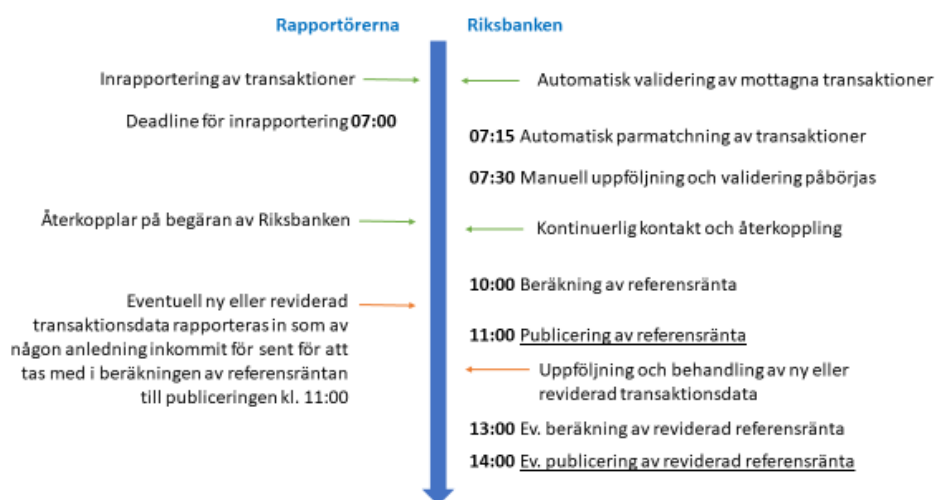 Rapportörerna
Riksbanken
Inrapportering av transaktioner
Automatisk validering av mottagna transaktioner
Deadline för inrapportering 07:00
07:15 Automatisk parmatchning av transaktioner
07:30 Manuell uppföljning och validering påbörjas
Återkopplar på begäran av Riksbanken
Kontinuerlig kontakt och återkoppling
10:00 Beräkning av referensränta
Eventuell ny eller reviderad
transaktionsdata rapporteras in som av
någon anledning inkommit för sent för att
tas med i beräkningen av referensräntan
till publiceringen kl. 11:00
11:00 Publicering av referensränta
Uppföljning och behandling av ny eller
reviderad transaktionsdata
13:00 Ev. beräkning av reviderad referensränta
14:00 Ev. publicering av reviderad referensränta